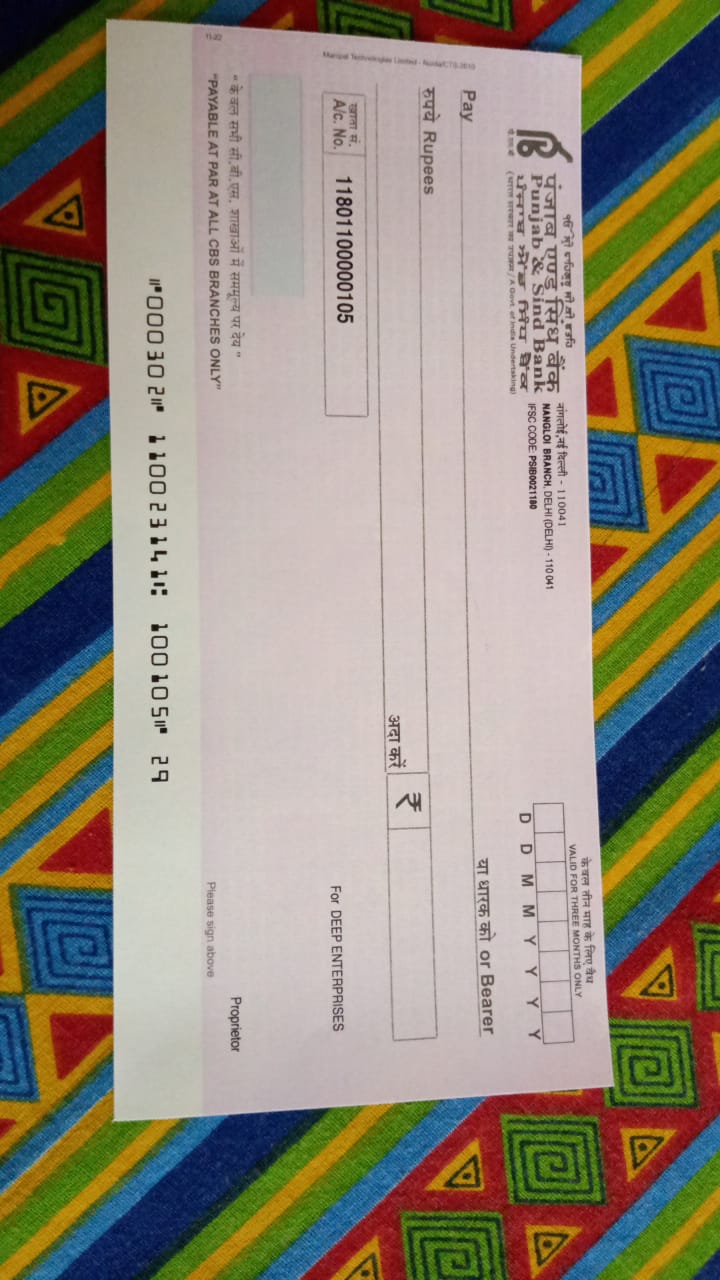 ੴ ਸ੍ਰੀ ਵਾਹਿਗੁਰੂ ਜੀ ਕੀ ਫਤਹਿ
पंजाब एण्ड सिंध बैंक
Punjab & Sind Bank
ਪੰਜਾਬ ਐਂਡ ਸਿੰਧ ਬੈਂਕ
(भारत सरकार का उपक्रम / A Govt. of India Undertaking)
नांगलोई, नई दिल्ली - 110041
NANGLOI BRANCH, DELHI (DELHI) - 110 041
IFSC CODE: PSIB0021180
केवल तीन माह के लिए वैध
VALID FOR THREE MONTHS ONLY
D D M M Y Y Y Y
Pay
या धारक को or Bearer
रुपये Rupees
अदा करें ₹
खाता सं.
A/c. No.
11801100000105
For DEEP ENTERPRISES
Proprietor
Please sign above
Manipal Technologies Limited - Noida/CTS-2010
"केवल सभी सी.बी.एस. शाखाओं में सममूल्य पर देय"
"PAYABLE AT PAR AT ALL CBS BRANCHES ONLY"
⑈000302⑈ 110023141⑆ 100105⑈ 29